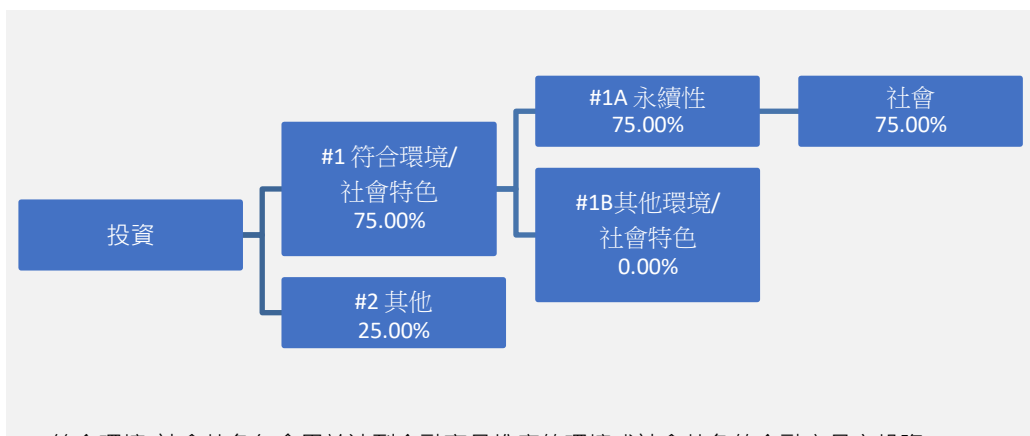 #1A 永續性
75.00%
社會
75.00%
#1 符合環境/
社會特色
75.00%
#1B其他環境/
社會特色
0.00%
投資
#2 其他
25.00%